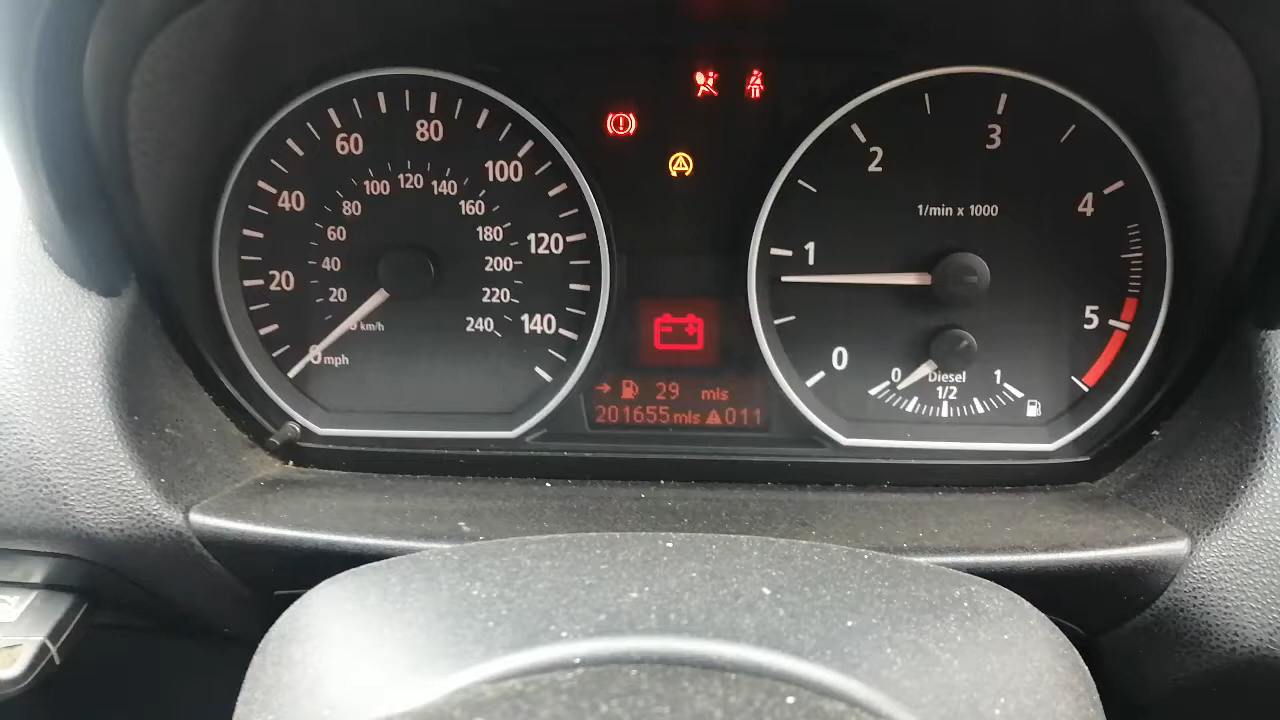 20 40 60 80 100 120 140
20 40 60 80 100 120 140 160 180 200 220 240
km/h
0 mph
29 mls
201655 mls 011
0 1 2 3 4 5
1/min x 1000
0 Diesel 1
1/2